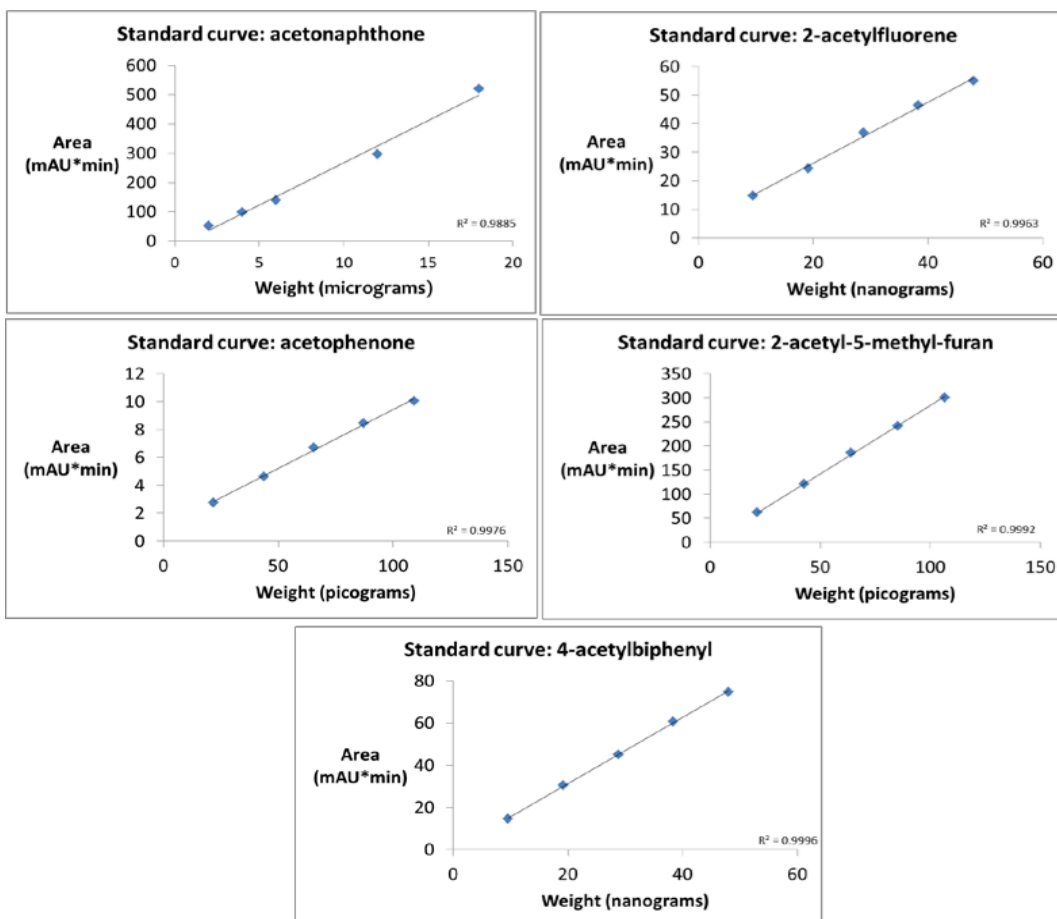 Standard curve: acetonaphthone
Area
(mAU*min)
600
500
400
300
200
100
0
0 5 10 15 20
R² = 0.9885
Weight (micrograms)
Standard curve: 2-acetylfluorene
Area
(mAU*min)
60
50
40
30
20
10
0
0 20 40 60
R² = 0.9963
Weight (nanograms)
Standard curve: acetophenone
Area
(mAU*min)
12
10
8
6
4
2
0
0 50 100 150
R² = 0.9976
Weight (picograms)
Standard curve: 2-acetyl-5-methyl-furan
Area
(mAU*min)
350
300
250
200
150
100
50
0
0 50 100 150
R² = 0.9992
Weight (picograms)
Standard curve: 4-acetylbiphenyl
Area
(mAU*min)
80
60
40
20
0
0 20 40 60
R² = 0.9996
Weight (nanograms)